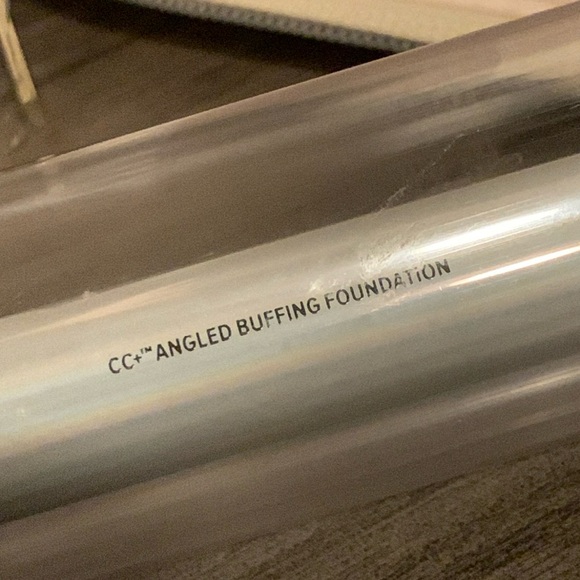 CC+™ ANGLED BUFFING FOUNDATION